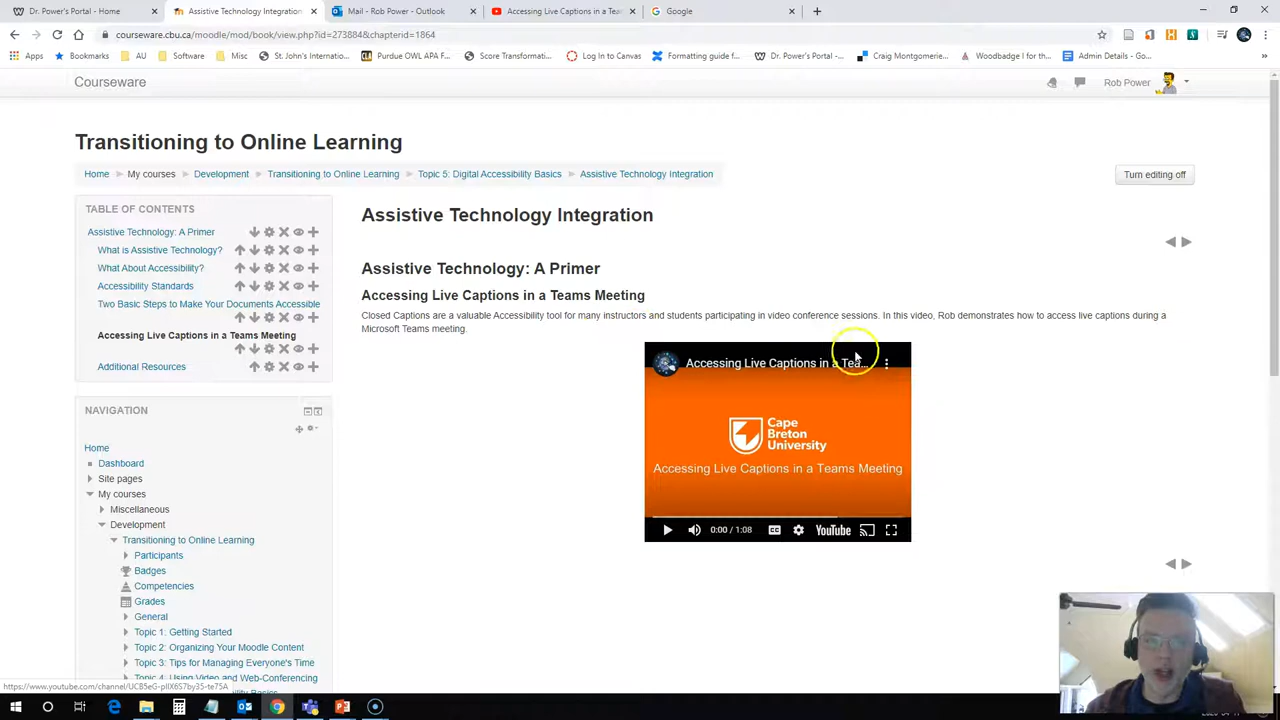 Dr. Power's Portal - Home
Assistive Technology Integration
Mail - Rob Power - Outlook
Accessing Live Captions in a Tea
Google
courseware.cbu.ca/moodle/mod/book/view.php?id=273884&chapterid=1864
Apps
Bookmarks
AU
Software
Misc
St. John's Internatio...
Purdue OWL APA F...
Score Transformati...
Log In to Canvas
Formatting guide f...
Dr. Power's Portal -...
Craig Montgomerie...
Woodbadge I for th...
Admin Details - Go...
Courseware
Rob Power
Transitioning to Online Learning
Home
My courses
Development
Transitioning to Online Learning
Topic 5: Digital Accessibility Basics
Assistive Technology Integration
Turn editing off
TABLE OF CONTENTS
Assistive Technology: A Primer
What is Assistive Technology?
What About Accessibility?
Accessibility Standards
Two Basic Steps to Make Your Documents Accessible
Accessing Live Captions in a Teams Meeting
Additional Resources
NAVIGATION
Home
Dashboard
Site pages
My courses
Miscellaneous
Development
Transitioning to Online Learning
Participants
Badges
Competencies
Grades
General
Topic 1: Getting Started
Topic 2: Organizing Your Moodle Content
Topic 3: Tips for Managing Everyone's Time
Topic 4: Using Video and Web-Conferencing
Assistive Technology Integration
Assistive Technology: A Primer
Accessing Live Captions in a Teams Meeting
Closed Captions are a valuable Accessibility tool for many instructors and students participating in video conference sessions. In this video, Rob demonstrates how to access live captions during a
Microsoft Teams meeting.
Accessing Live Captions in a Tea...
Cape
Breton
University
Accessing Live Captions in a Teams Meeting
0:00 / 1:08
CC
YouTube